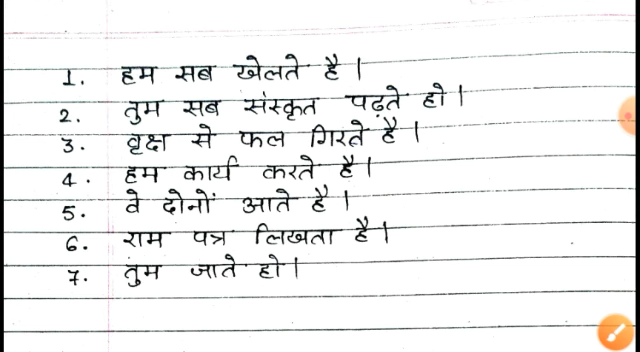 1. हम सब खेलते है।
2. तुम सब संस्कृत पढ़ते हो।
3. वृक्ष से फल गिरते है।
4. हम कार्य करते है।
5. वे दोनों आते है।
6. राम पत्र लिखता है।
7. तुम जाते हो।